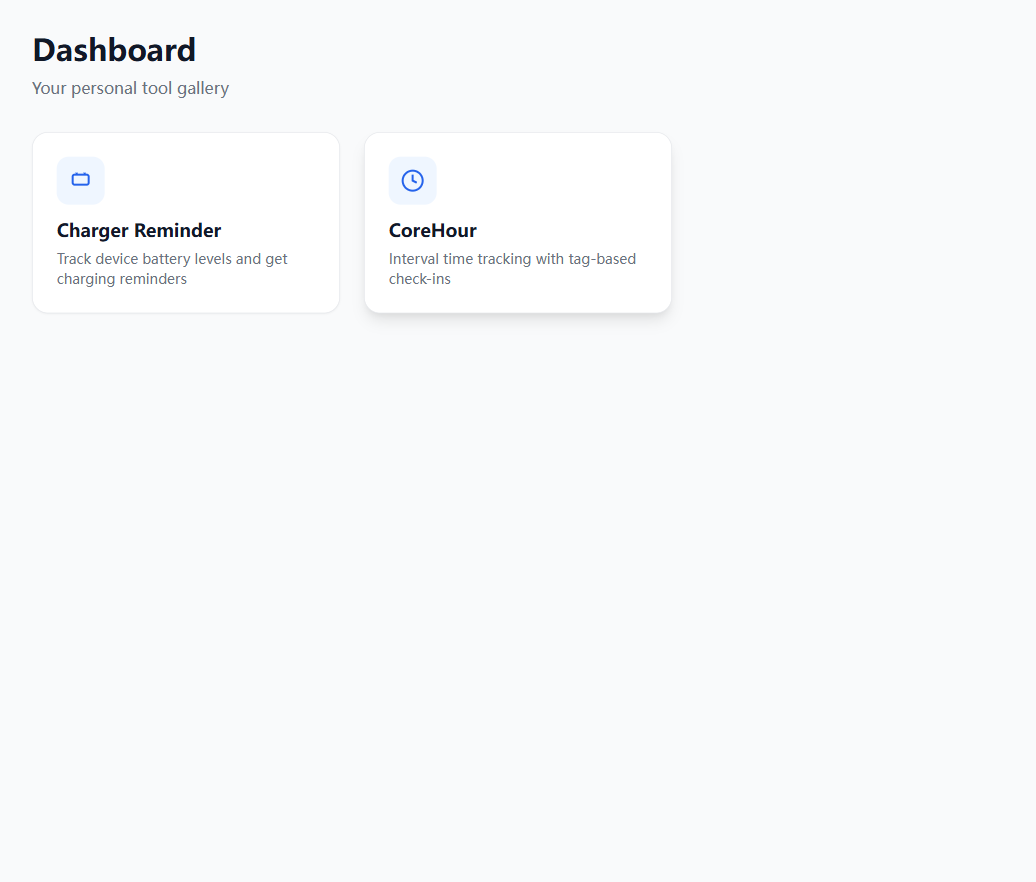 Dashboard
Your personal tool gallery
Charger Reminder
Track device battery levels and get
charging reminders
CoreHour
Interval time tracking with tag-based
check-ins